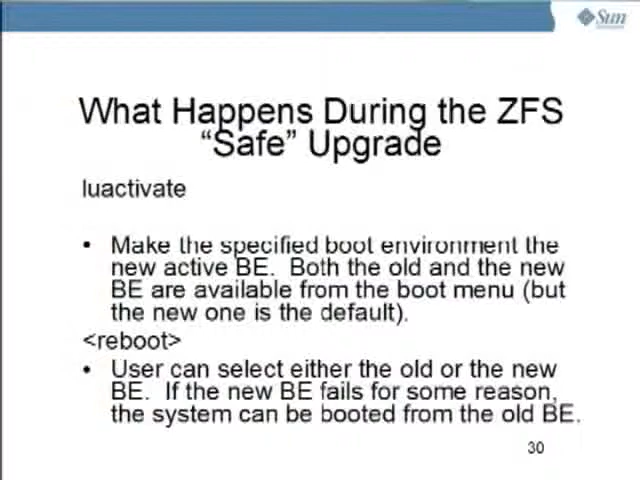 Sun
What Happens During the ZFS
“Safe” Upgrade
luactivate
• Make the specified boot environment the
new active BE.  Both the old and the new
BE are available from the boot menu (but
the new one is the default).
<reboot>
• User can select either the old or the new
BE.  If the new BE fails for some reason,
the system can be booted from the old BE.
30